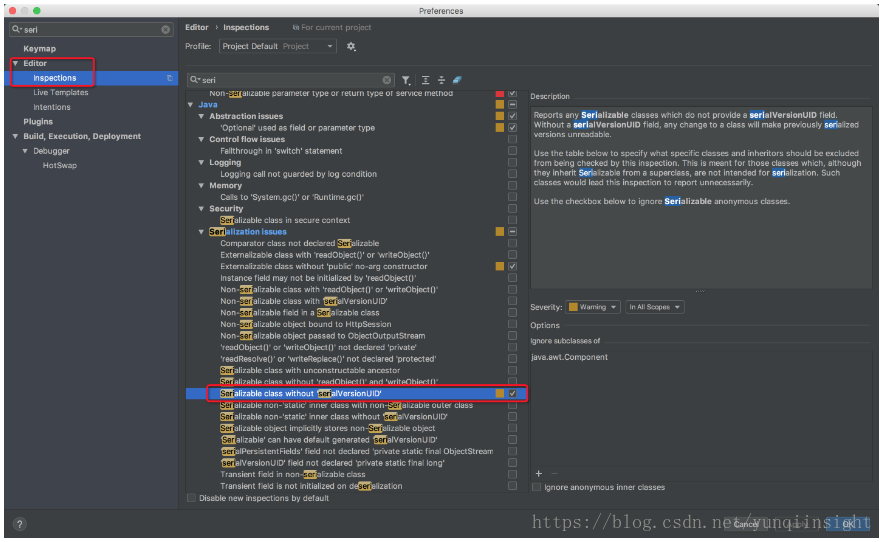 Preferences
seri
Keymap
Editor
Inspections
Live Templates
Intentions
Plugins
Build, Execution, Deployment
Debugger
HotSwap
Editor › Inspections For current project
Profile: Project Default Project
seri
Non-serializable parameter type or return type of service method
Java
Abstraction issues
'Optional' used as field or parameter type
Control flow issues
Fallthrough in 'switch' statement
Logging
Logging call not guarded by log condition
Memory
Calls to 'System.gc()' or 'Runtime.gc()'
Security
Serializable class in secure context
Serialization issues
Comparator class not declared Serializable
Externalizable class with 'readObject()' or 'writeObject()'
Externalizable class without 'public' no-arg constructor
Instance field may not be initialized by 'readObject()'
Non-serializable class with 'readObject()' or 'writeObject()'
Non-serializable class with 'serialVersionUID'
Non-serializable field in a Serializable class
Non-serializable object bound to HttpSession
Non-serializable object passed to ObjectOutputStream
'readObject()' or 'writeObject()' not declared 'private'
'readResolve()' or 'writeReplace()' not declared 'protected'
Serializable class with unconstructable ancestor
Serializable class without 'readObject()' and 'writeObject()'
Serializable class without 'serialVersionUID'
Serializable non-'static' inner class with non-Serializable outer class
Serializable non-'static' inner class without 'serialVersionUID'
Serializable object implicitly stores non-Serializable object
'Serializable' can have default generated 'serialVersionUID'
'serialPersistentFields' field not declared 'private static final ObjectStream
'serialVersionUID' field not declared 'private static final long'
Transient field in non-serializable class
Transient field is not initialized on deserialization
Disable new inspections by default
Description
Reports any Serializable classes which do not provide a serialVersionUID field.
Without a serialVersionUID field, any change to a class will make previously serialized
versions unreadable.
Use the table below to specify what specific classes and inheritors should be excluded
from being checked by this inspection. This is meant for those classes which, although
they inherit Serializable from a superclass, are not intended for serialization. Such
classes would lead this inspection to report unnecessarily.
Use the checkbox below to ignore Serializable anonymous classes.
Severity: Warning In All Scopes
Options
Ignore subclasses of
java.awt.Component
+ −
Ignore anonymous inner classes
? Cancel Apply OK
https://blog.csdn.net/yunqiinsight